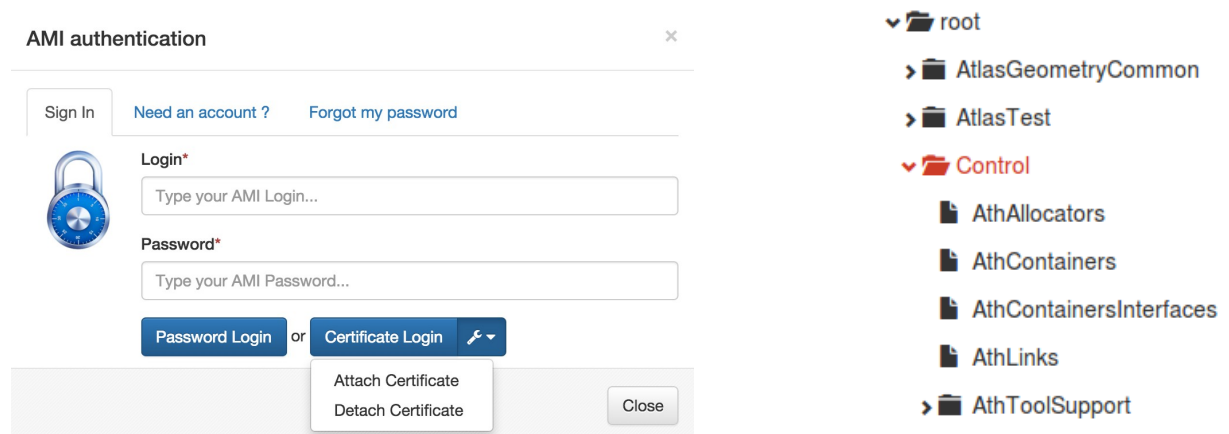 AMI authentication ×
Sign In Need an account ? Forgot my password
Login*
Type your AMI Login...
Password*
Type your AMI Password...
Password Login or Certificate Login
Attach Certificate
Detach Certificate
Close
root
AtlasGeometryCommon
AtlasTest
Control
AthAllocators
AthContainers
AthContainersInterfaces
AthLinks
AthToolSupport